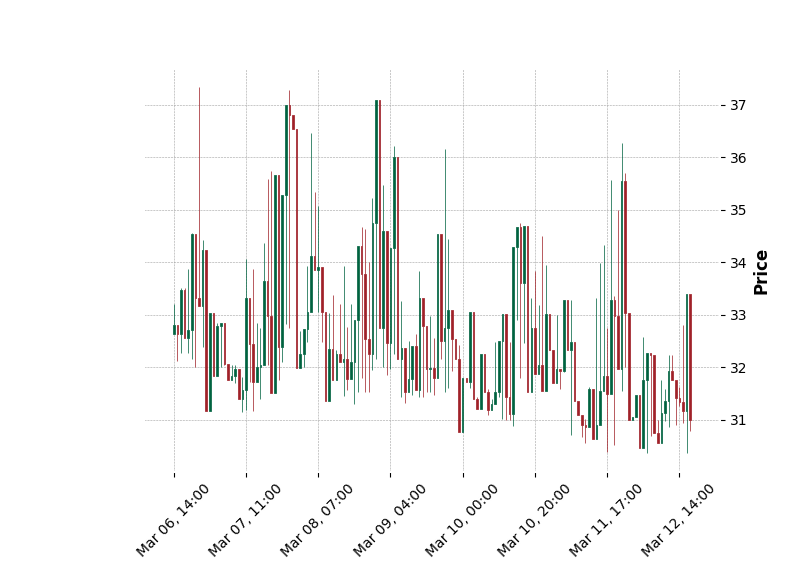 37
36
35
34
33
32
31
Price
Mar 06, 14:00
Mar 07, 11:00
Mar 08, 07:00
Mar 09, 04:00
Mar 10, 00:00
Mar 10, 20:00
Mar 11, 17:00
Mar 12, 14:00